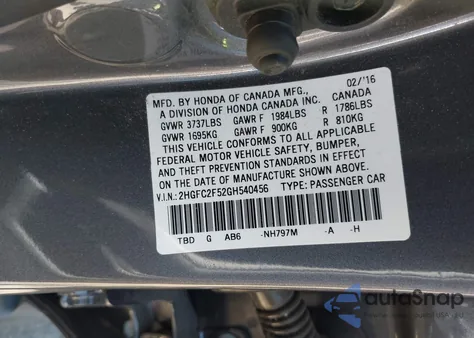 MFD. BY HONDA OF CANADA MFG., 02/'16
A DIVISION OF HONDA CANADA INC. CANADA
GVWR 3737LBS GAWR F 1984LBS R 1786LBS
GVWR 1695KG GAWR F 900KG R 810KG
THIS VEHICLE CONFORMS TO ALL APPLICABLE
FEDERAL MOTOR VEHICLE SAFETY, BUMPER,
AND THEFT PREVENTION STANDARDS IN EFFECT
ON THE DATE OF MANUFACTURE SHOWN ABOVE.
V.I.N.: 2HGFC2F52GH540456 TYPE: PASSENGER CAR
TBD G AB6 -NH797M -A -H
autoSnap